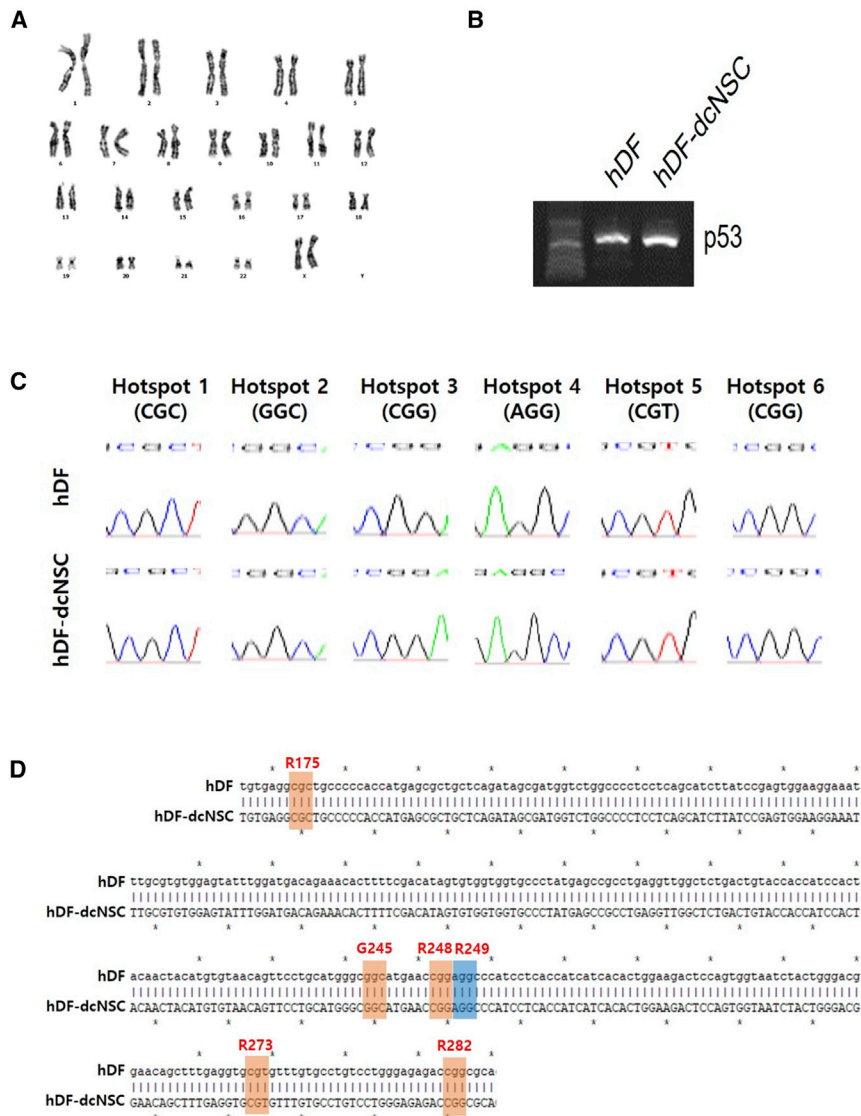 A
1 2 3 4 5
6 7 8 9 10 11 12
13 14 15 16 17 18
19 20 21 22 X Y
B
hDF
hDF-dcNSC
p53
C
Hotspot 1 Hotspot 2 Hotspot 3 Hotspot 4 Hotspot 5 Hotspot 6
(CGC) (GGC) (CGG) (AGG) (CGT) (CGG)
hDF
hDF-dcNSC
D
R175
hDF tgtgaggcgctgcccccaccatgagcgctgctcagatagcgatggtctggcccctcctcagcatcttatccgagtggaaggaaat
hDF-dcNSC TGTGAGGCGCTGCCCCCACCATGAGCGCTGCTCAGATAGCGATGGTCTGGCCCCTCCTCAGCATCTTATCCGAGTGGAAGGAAAT
hDF ttgcgtgtggagtatttggatgacagaaacacttttcgacatagtgtggtggtgccctatgagccgcctgaggttggctctgactgtaccaccatccact
hDF-dcNSC TTGCGTGTGGAGTATTTGGATGACAGAAACACTTTTCGACATAGTGTGGTGGTGCCCTATGAGCCGCCTGAGGTTGGCTCTGACTGTACCACCATCCACT
G245 R248 R249
hDF acaactacatgtgtaacagttcctgcatgggcggcatgaaccggaggcccatcctcaccatcatcacactggaagactccagtggtaatctactgggacg
hDF-dcNSC ACAACTACATGTGTAACAGTTCCTGCATGGGCGGCATGAACCGGAGGCCCATCCTCACCATCATCACACTGGAAGACTCCAGTGGTAATCTACTGGGACG
R273 R282
hDF gaacagctttgaggtgcgtgtttgtgcctgtcctgggagagaccggcgca
hDF-dcNSC GAACAGCTTTGAGGTGCGTGTTTGTGCCTGTCCTGGGAGAGACCGGCGCA